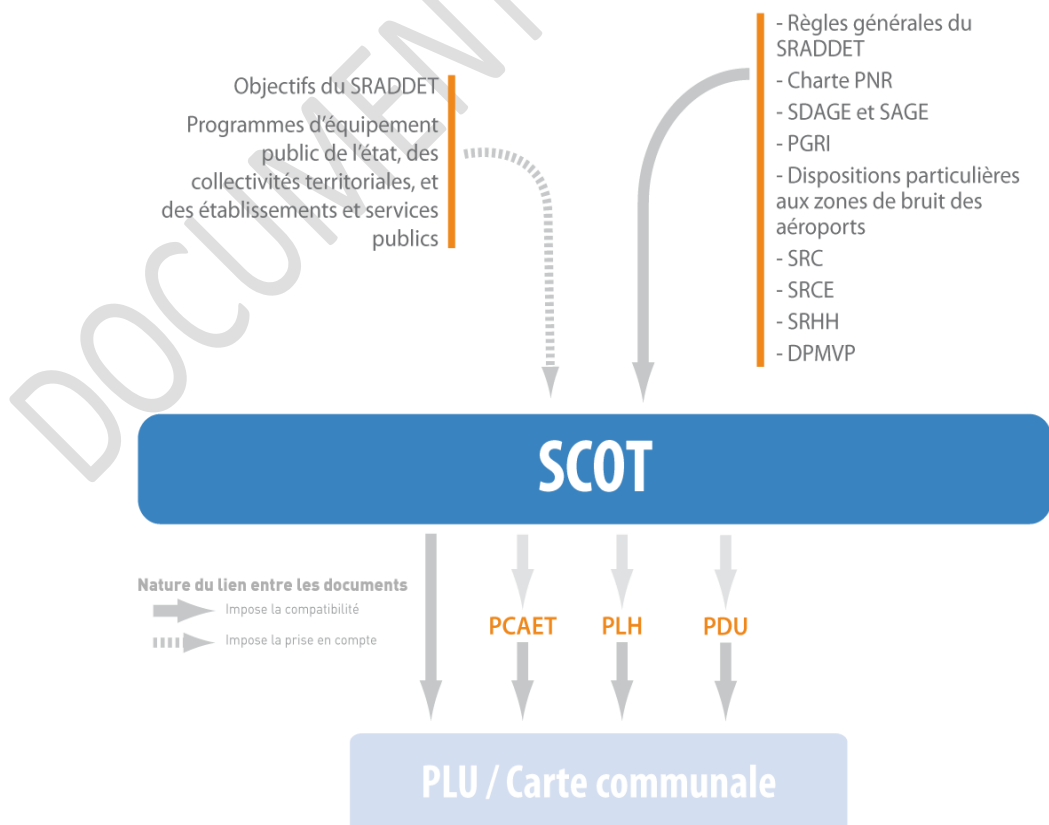 DOCUMENT
Objectifs du SRADDET
Programmes d'équipement
public de l'état, des
collectivités territoriales, et
des établissements et services
publics
- Règles générales du
SRADDET
- Charte PNR
- SDAGE et SAGE
- PGRI
- Dispositions particulières
aux zones de bruit des
aéroports
- SRC
- SRCE
- SRHH
- DPMVP
SCOT
Nature du lien entre les documents
Impose la compatibilité
Impose la prise en compte
PCAET
PLH
PDU
PLU / Carte communale